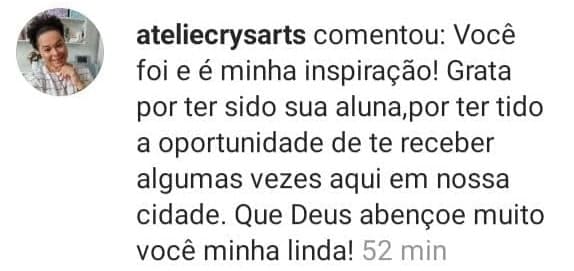 ateliecrysarts comentou: Você
foi e é minha inspiração! Grata
por ter sido sua aluna,por ter tido
a oportunidade de te receber
algumas vezes aqui em nossa
cidade. Que Deus abençoe muito
você minha linda! 52 min